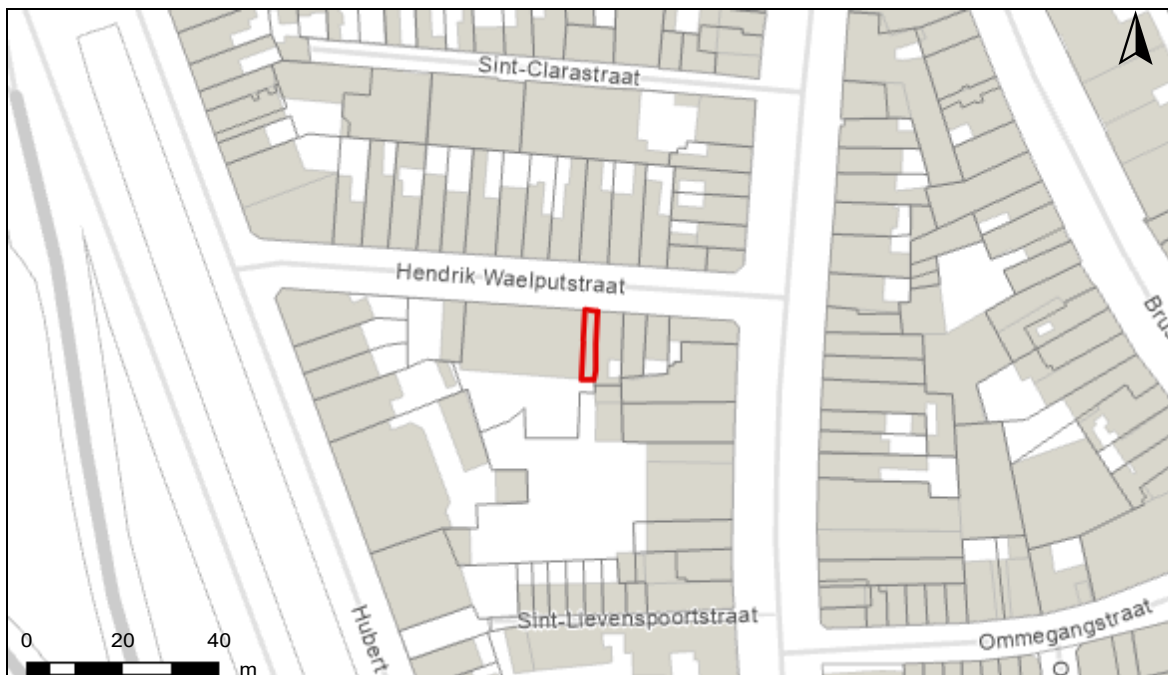 Sint-Clarastraat
Hendrik Waelputstraat
Brus
Hubert
Sint-Lievenspoortstraat
Ommegangstraat
0 20 40
m